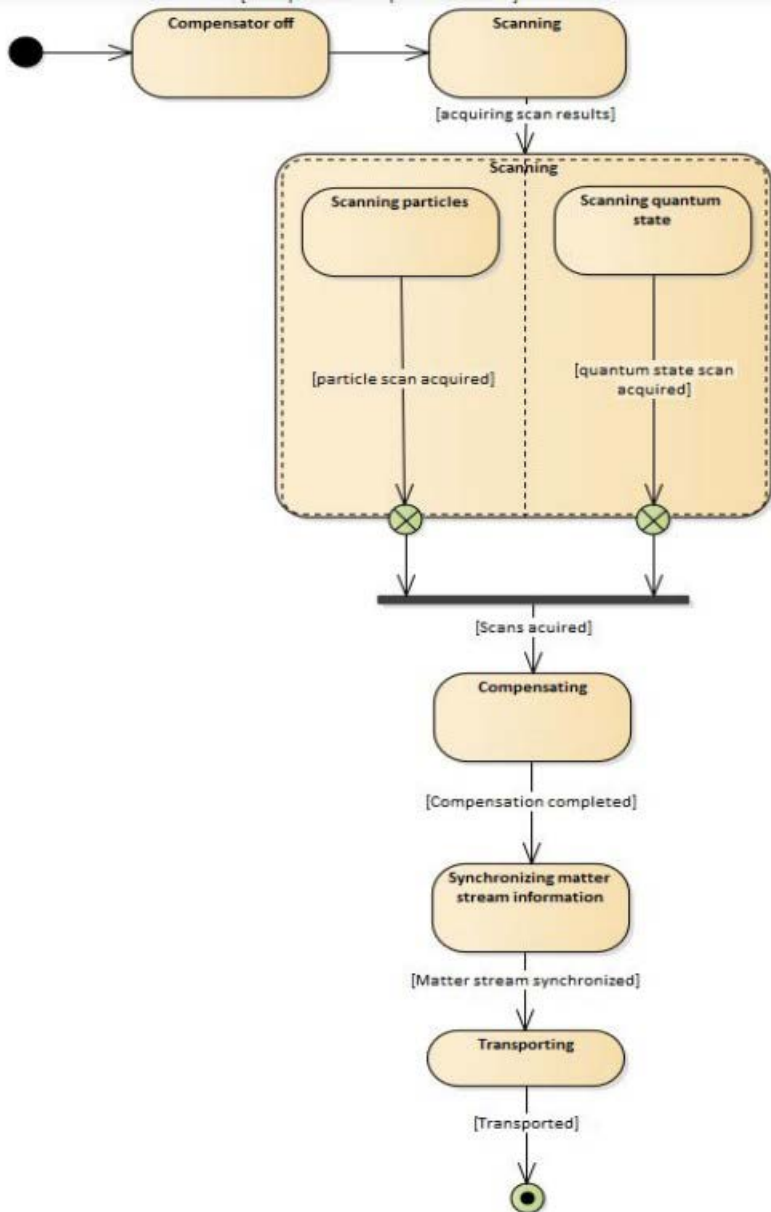 Compensator off
Scanning
[acquiring scan results]
Scanning
Scanning particles
Scanning quantum
state
[particle scan acquired]
[quantum state scan
acquired]
[Scans acuired]
Compensating
[Compensation completed]
Synchronizing matter
stream information
[Matter stream synchronized]
Transporting
[Transported]